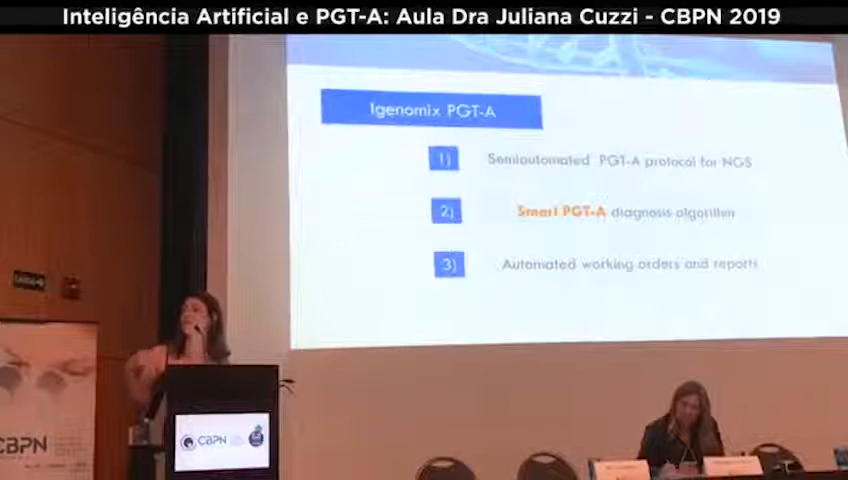 Inteligência Artificial e PGT-A: Aula Dra Juliana Cuzzi - CBPN 2019
Igenomix PGT-A
1) Semiautomated PGT-A protocol for NGS
2) Smart PGT-A diagnosis algorithm
3) Automated working orders and reports
CBPN
CBPN